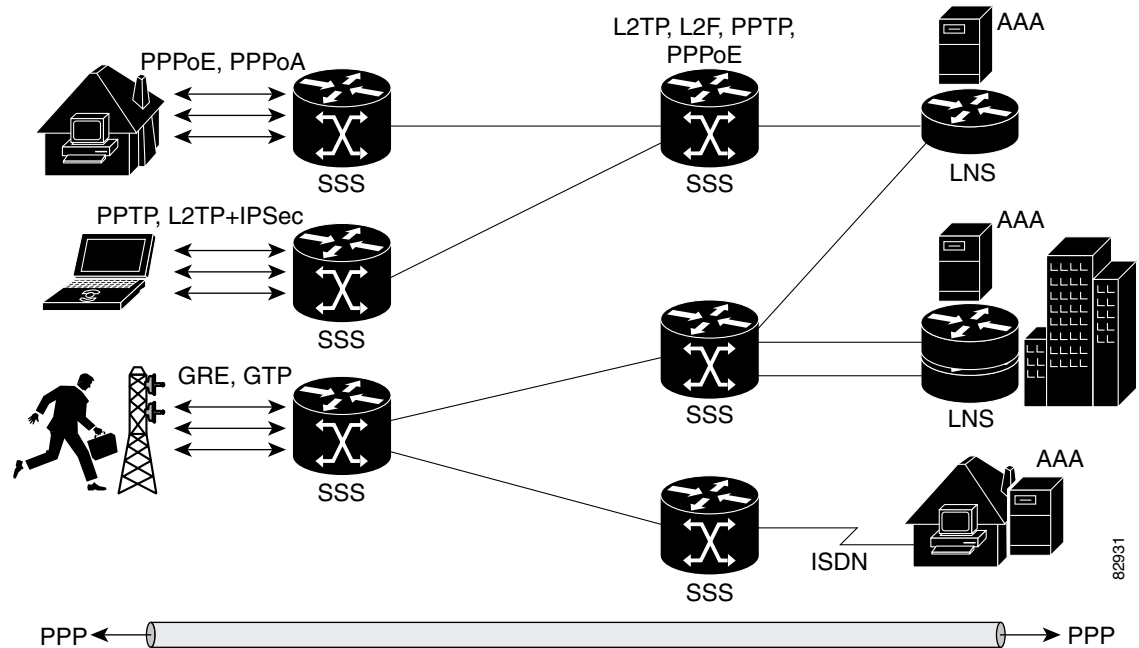 L2TP, L2F, PPTP,
PPPoE
AAA
PPPoE, PPPoA
SSS
SSS
LNS
PPTP, L2TP+IPSec
AAA
SSS
SSS
LNS
GRE, GTP
SSS
AAA
SSS
ISDN
82931
PPP
PPP